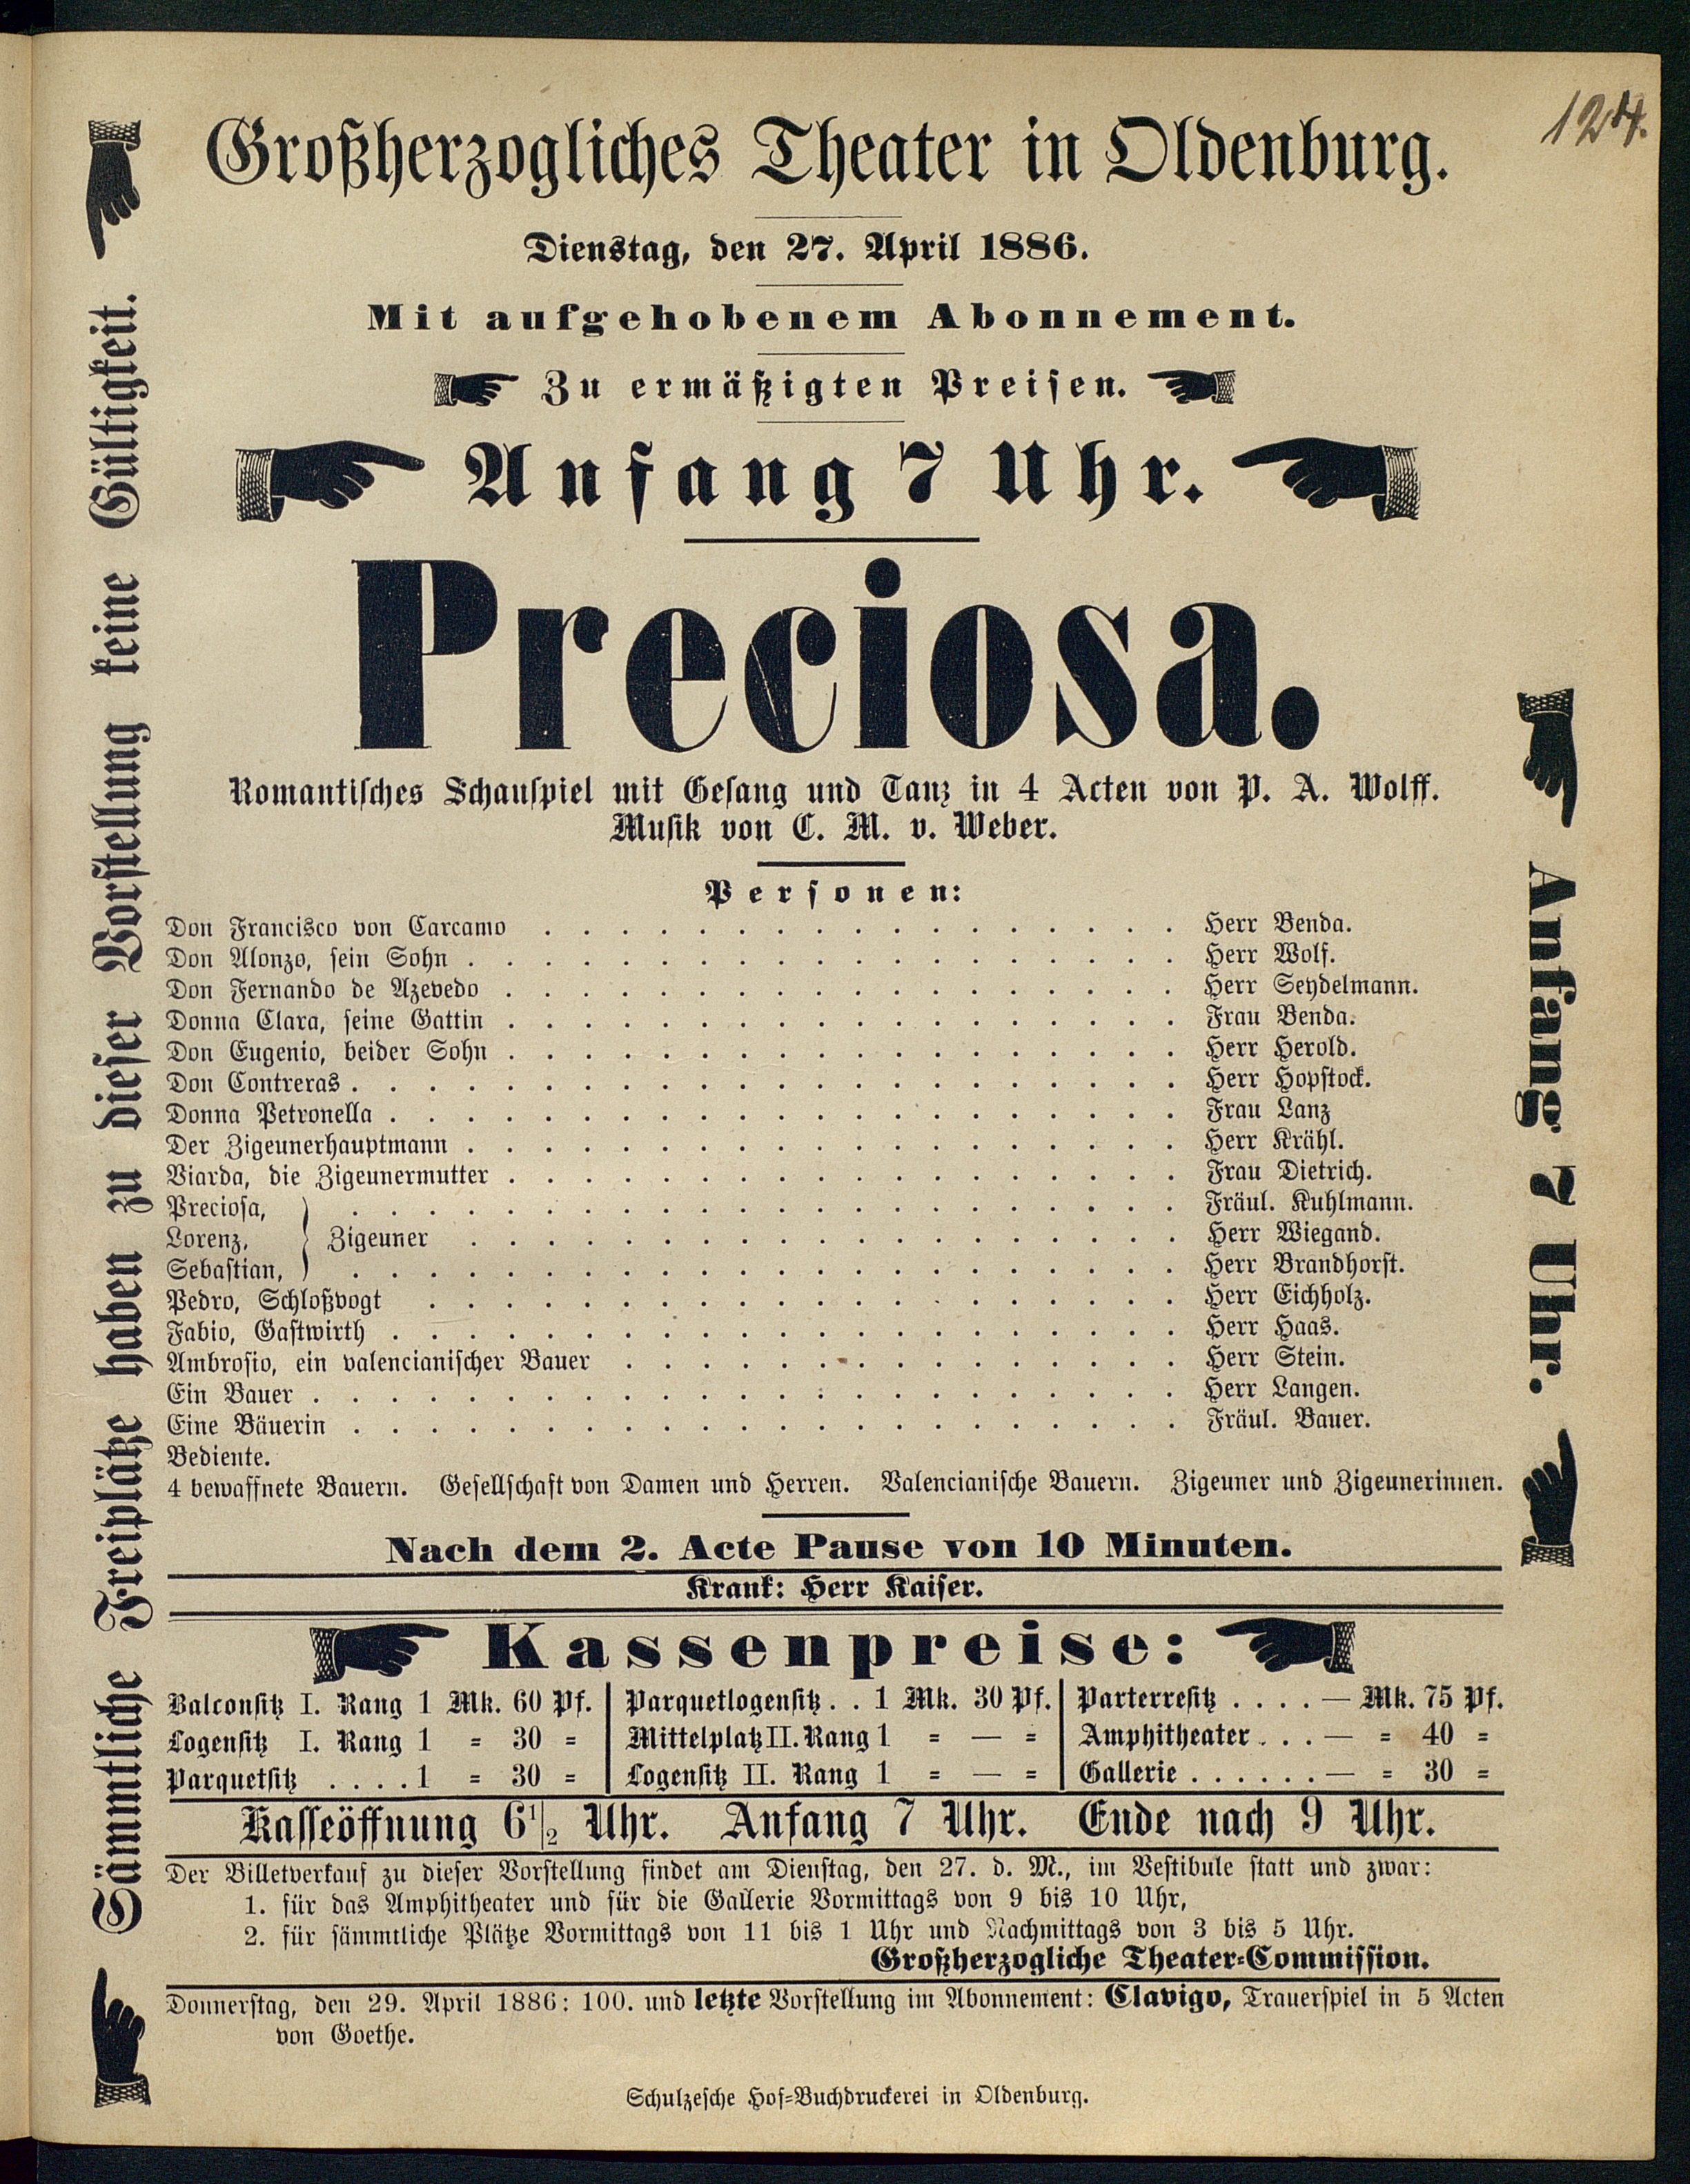 124.
Großherzogliches Theater in Oldenburg.
Dienstag, den 27. April 1886.
Mit aufgehobenem Abonnement.
Zu ermäßigten Preisen.
Anfang 7 Uhr.
Preciosa.
Romantisches Schauspiel mit Gesang und Tanz in 4 Acten von P. A. Wolff.
Musik von C. M. v. Weber.
Personen:
Don Francisco von Carcamo . . . . . . . . . . . . . . . . . Herr Benda.
Don Alonzo, sein Sohn . . . . . . . . . . . . . . . . . . . Herr Wolf.
Don Fernando de Azevedo . . . . . . . . . . . . . . . . . . Herr Seydelmann.
Donna Clara, seine Gattin . . . . . . . . . . . . . . . . . . Frau Benda.
Don Eugenio, beider Sohn . . . . . . . . . . . . . . . . . . Herr Herold.
Don Contreras . . . . . . . . . . . . . . . . . . . . . . Herr Hopstock.
Donna Petronella . . . . . . . . . . . . . . . . . . . . . Frau Lanz
Der Zigeunerhauptmann . . . . . . . . . . . . . . . . . . . Herr Krähl.
Viarda, die Zigeunermutter . . . . . . . . . . . . . . . . . . Frau Dietrich.
Preciosa, . . . . . . . . . . . . . . . . . . . . . . Fräul. Kuhlmann.
Lorenz, } Zigeuner . . . . . . . . . . . . . . . . . . . Herr Wiegand.
Sebastian, . . . . . . . . . . . . . . . . . . . . . . Herr Brandhorst.
Pedro, Schloßvogt . . . . . . . . . . . . . . . . . . . . Herr Eichholz.
Fabio, Gastwirth . . . . . . . . . . . . . . . . . . . . . Herr Haas.
Ambrosio, ein valencianischer Bauer . . . . . . . . . . . . . . . Herr Stein.
Ein Bauer . . . . . . . . . . . . . . . . . . . . . . . Herr Langen.
Eine Bäuerin . . . . . . . . . . . . . . . . . . . . . . Fräul. Bauer.
Bediente.
4 bewaffnete Bauern. Gesellschaft von Damen und Herren. Valencianische Bauern. Zigeuner und Zigeunerinnen.
Nach dem 2. Acte Pause von 10 Minuten.
Krank: Herr Kaiser.
Kassenpreise:
Balconsitz I. Rang 1 Mk. 60 Pf. Parquetlogensitz . . 1 Mk. 30 Pf. Parterresitz . . . . — Mk. 75 Pf.
Logensitz I. Rang 1 = 30 = Mittelplatz II. Rang 1 = — = Amphitheater . . . — = 40 =
Parquetsitz . . . . 1 = 30 = Logensitz II. Rang 1 = — = Gallerie . . . . . . — = 30 =
Kasseöffnung 6 1/2 Uhr. Anfang 7 Uhr. Ende nach 9 Uhr.
Der Billetverkauf zu dieser Vorstellung findet am Dienstag, den 27. d. M., im Vestibule statt und zwar:
1. für das Amphitheater und für die Gallerie Vormittags von 9 bis 10 Uhr,
2. für sämmtliche Plätze Vormittags von 11 bis 1 Uhr und Nachmittags von 3 bis 5 Uhr.
Großherzogliche Theater=Commission.
Donnerstag, den 29. April 1886: 100. und letzte Vorstellung im Abonnement: Clavigo, Trauerspiel in 5 Acten
von Goethe.
Schulzesche Hof=Buchdruckerei in Oldenburg.
Sämmtliche Freiplätze haben zu dieser Vorstellung keine Gültigkeit.
Anfang 7 Uhr.